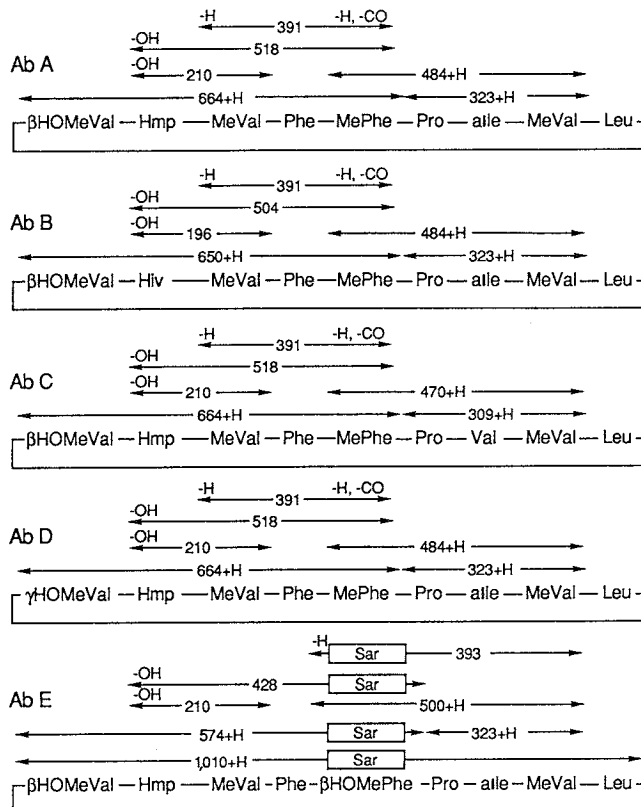 -H 391 -H, -CO
-OH 518
Ab A
-OH 210 484+H
664+H 323+H
βHOMeVal — Hmp — MeVal — Phe — MePhe — Pro — aIle — MeVal — Leu
-H 391 -H, -CO
-OH 504
Ab B
-OH 196 484+H
650+H 323+H
βHOMeVal — Hiv — MeVal — Phe — MePhe — Pro — aIle — MeVal — Leu
-H 391 -H, -CO
-OH 518
Ab C
-OH 210 470+H
664+H 309+H
βHOMeVal — Hmp — MeVal — Phe — MePhe — Pro — Val — MeVal — Leu
-H 391 -H, -CO
-OH 518
Ab D
-OH 210 484+H
664+H 323+H
γHOMeVal — Hmp — MeVal — Phe — MePhe — Pro — aIle — MeVal — Leu
-H Sar 393
-OH 428 Sar
Ab E
-OH 210 500+H
574+H Sar 323+H
1,010+H Sar
βHOMeVal — Hmp — MeVal — Phe — βHOMePhe — Pro — aIle — MeVal — Leu